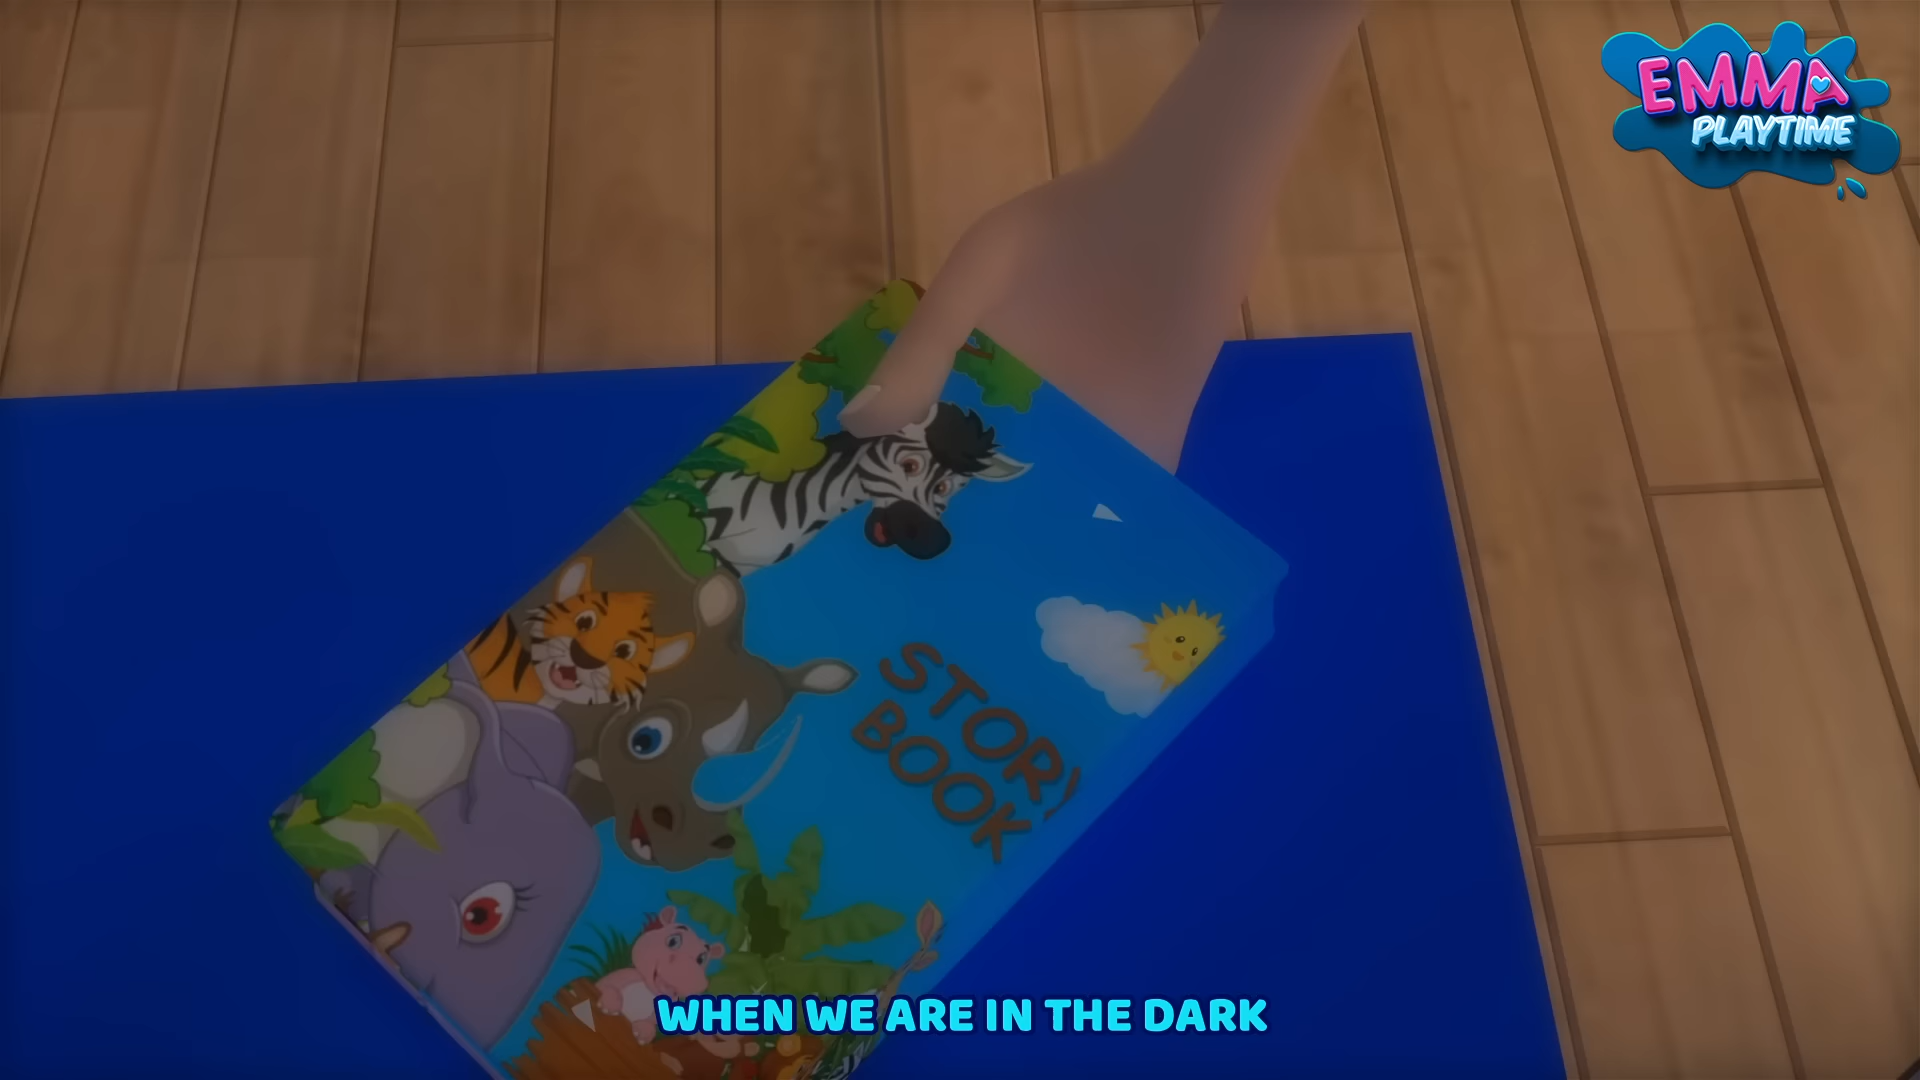 EMMA
PLAYTIME
STORY
BOOK
WHEN WE ARE IN THE DARK